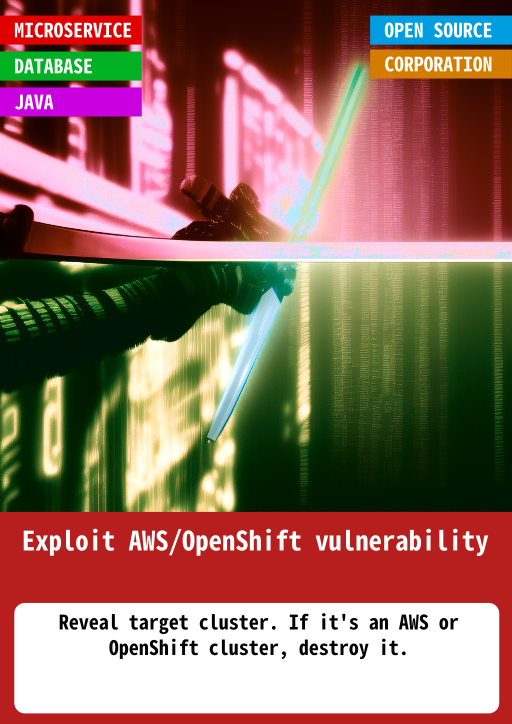 MICROSERVICE
DATABASE
JAVA
OPEN SOURCE
CORPORATION
Exploit AWS/OpenShift vulnerability
Reveal target cluster. If it's an AWS or
OpenShift cluster, destroy it.